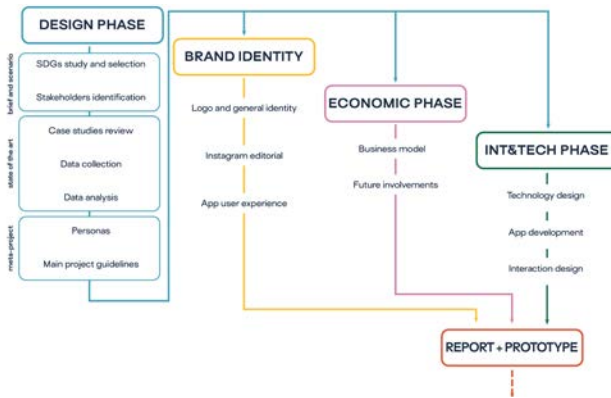 DESIGN PHASE
brief and scenario
SDGs study and selection
Stakeholders identification
state of the art
Case studies review
Data collection
Data analysis
meta-project
Personas
Main project guidelines
BRAND IDENTITY
Logo and general identity
Instagram editorial
App user experience
ECONOMIC PHASE
Business model
Future involvements
INT&TECH PHASE
Technology design
App development
Interaction design
REPORT + PROTOTYPE